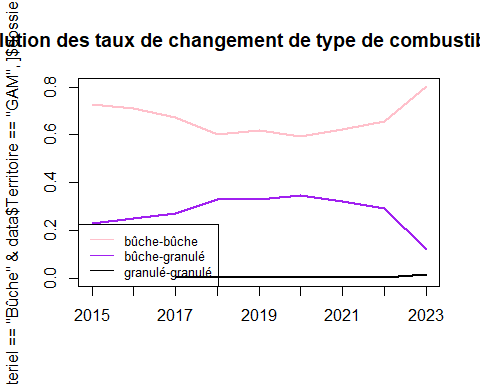 lution des taux de changement de type de combustib
teriel == "Bûche" & data$Territoire == "GAM", ]$dossie
0.8
0.6
0.4
0.2
0.0
bûche-bûche
bûche-granulé
granulé-granulé
2015 2017 2019 2021 2023